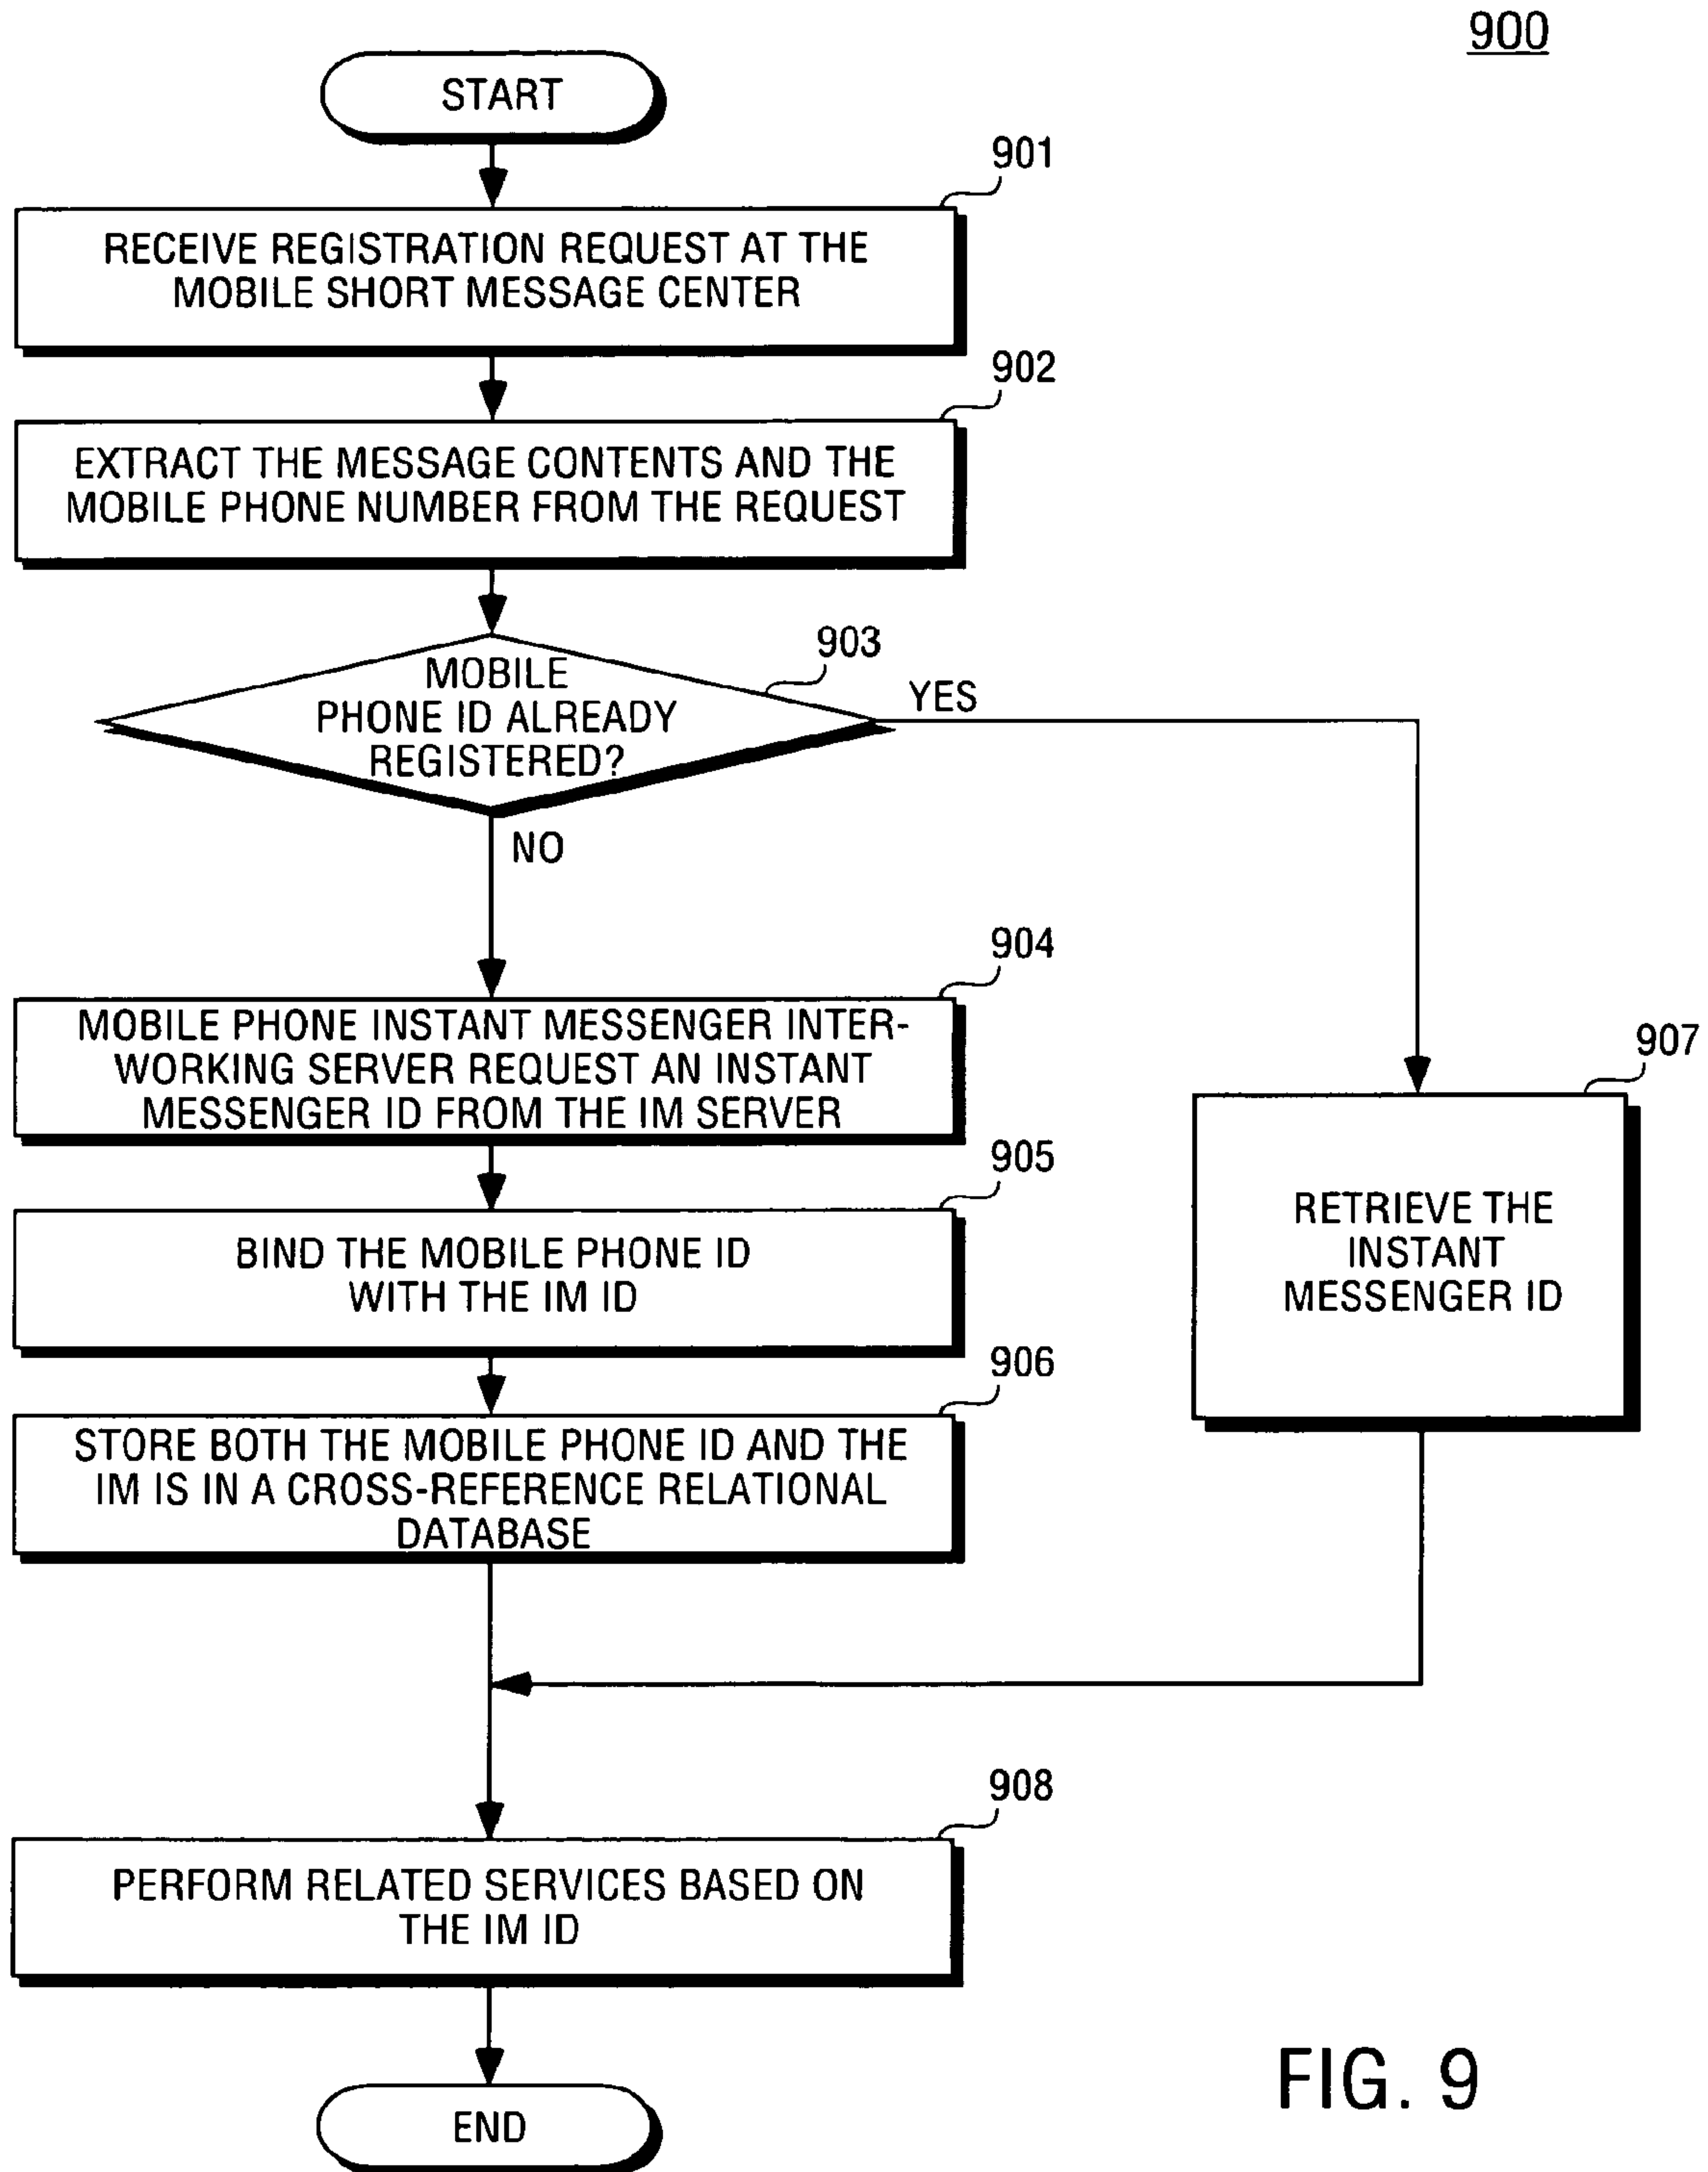 900
START
901
RECEIVE REGISTRATION REQUEST AT THE
MOBILE SHORT MESSAGE CENTER
902
EXTRACT THE MESSAGE CONTENTS AND THE
MOBILE PHONE NUMBER FROM THE REQUEST
903
MOBILE
PHONE ID ALREADY
REGISTERED?
YES
NO
904
MOBILE PHONE INSTANT MESSENGER INTER-
WORKING SERVER REQUEST AN INSTANT
MESSENGER ID FROM THE IM SERVER
907
RETRIEVE THE
INSTANT
MESSENGER ID
905
BIND THE MOBILE PHONE ID
WITH THE IM ID
906
STORE BOTH THE MOBILE PHONE ID AND THE
IM IS IN A CROSS-REFERENCE RELATIONAL
DATABASE
908
PERFORM RELATED SERVICES BASED ON
THE IM ID
END
FIG. 9